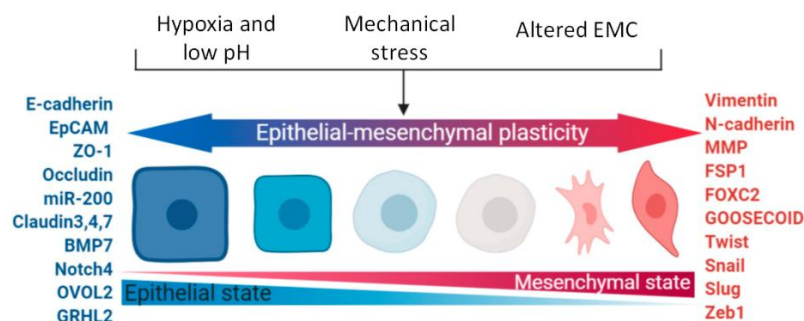 Hypoxia and
low pH
Mechanical
stress
Altered EMC
E-cadherin
EpCAM
ZO-1
Occludin
miR-200
Claudin3,4,7
BMP7
Notch4
OVOL2
GRHL2
Epithelial-mesenchymal plasticity
Mesenchymal state
Epithelial state
Vimentin
N-cadherin
MMP
FSP1
FOXC2
GOOSECOID
Twist
Snail
Slug
Zeb1